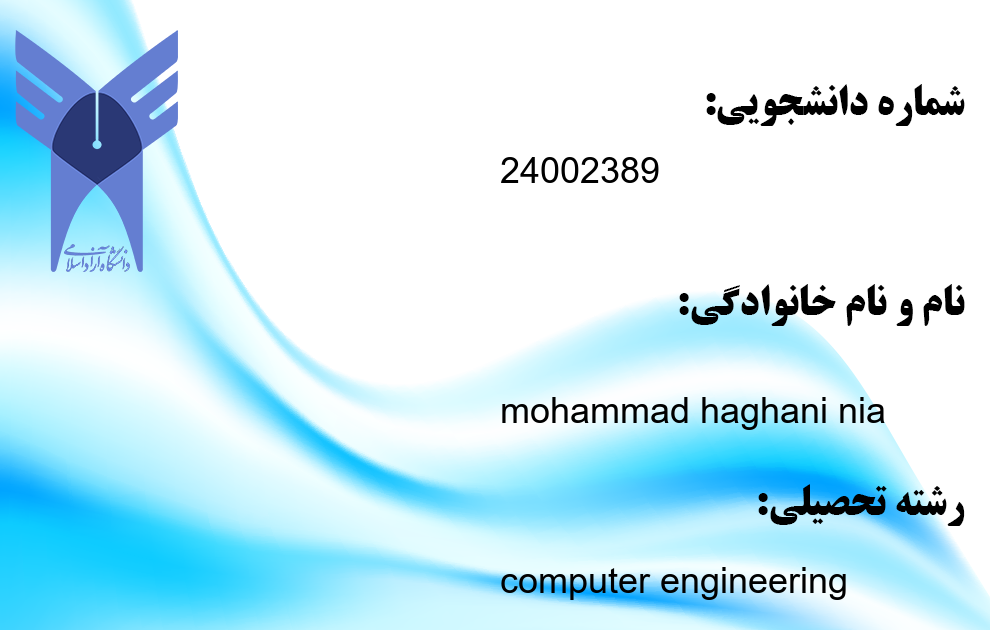 دانشگاه آزاد اسلامی
شماره دانشجویی:
24002389
نام و نام خانوادگی:
mohammad haghani nia
رشته تحصیلی:
computer engineering